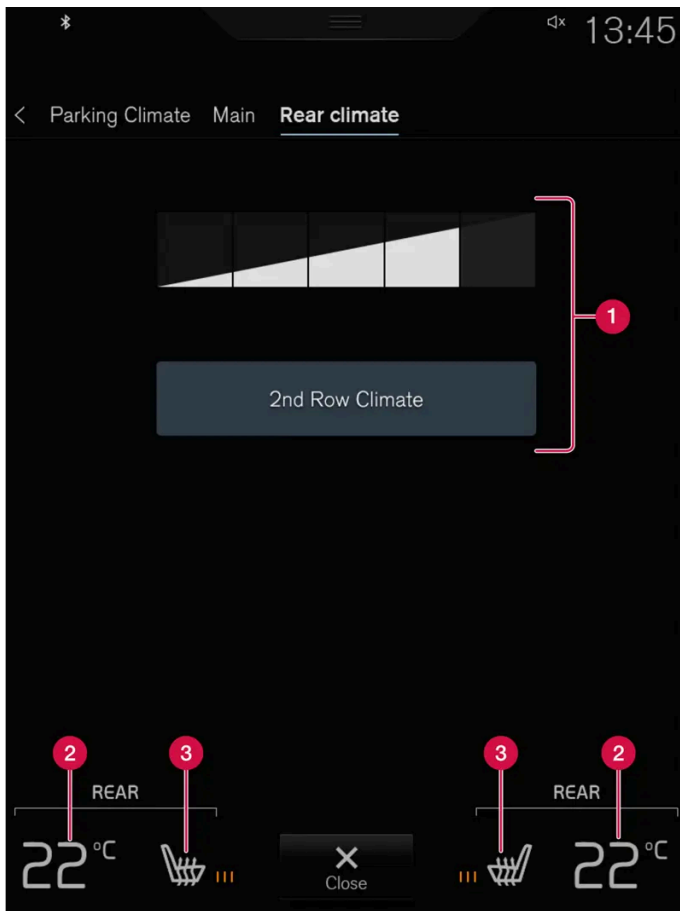 13:45
Parking Climate Main Rear climate
1
2nd Row Climate
2 3 3 2
REAR REAR
22°C 22°C
Close